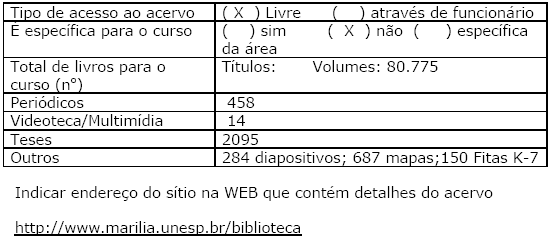 Tipo de acesso ao acervo ( X ) Livre ( ) através de funcionário
É específica para o curso ( ) sim ( X ) não ( ) específica
da área
Total de livros para o Títulos: Volumes: 80.775
curso (n°)
Periódicos 458
Videoteca/Multimídia 14
Teses 2095
Outros 284 diapositivos; 687 mapas;150 Fitas K-7
Indicar endereço do sítio na WEB que contém detalhes do acervo
http://www.marilia.unesp.br/biblioteca